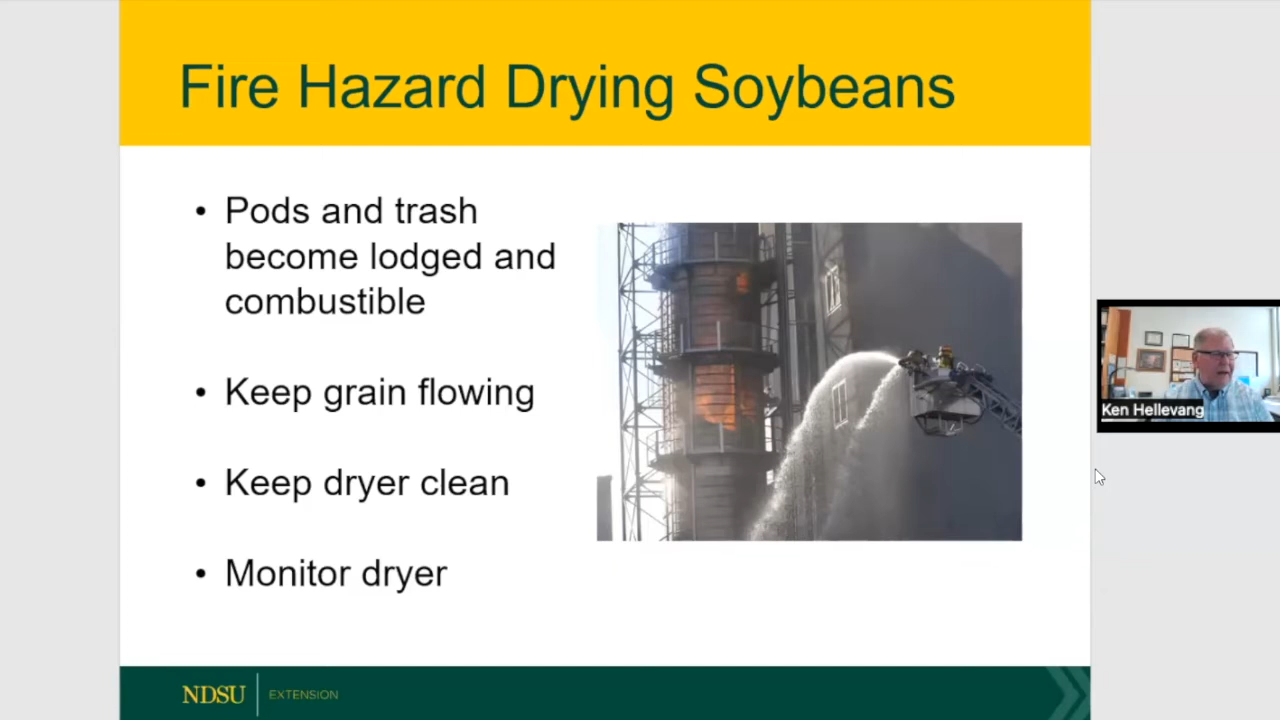 Fire Hazard Drying Soybeans
• Pods and trash
become lodged and
combustible
• Keep grain flowing
• Keep dryer clean
• Monitor dryer
Ken Hellevang
NDSU EXTENSION